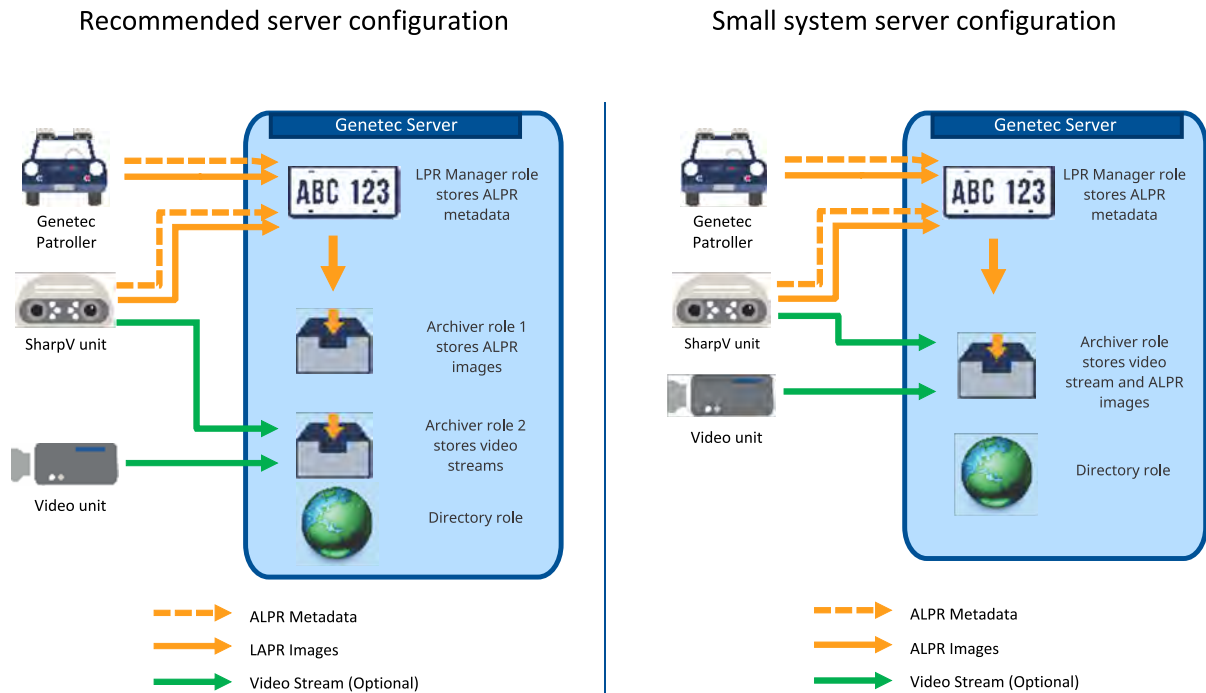 Recommended server configuration
Genetec Server
Genetec
Patroller
ABC 123
LPR Manager role
stores ALPR
metadata
SharpV unit
Archiver role 1
stores ALPR
images
Archiver role 2
stores video
streams
Video unit
Directory role
ALPR Metadata
LAPR Images
Video Stream (Optional)
Small system server configuration
Genetec Server
Genetec
Patroller
ABC 123
LPR Manager role
stores ALPR
metadata
SharpV unit
Archiver role
stores video
stream and ALPR
images
Video unit
Directory role
ALPR Metadata
ALPR Images
Video Stream (Optional)